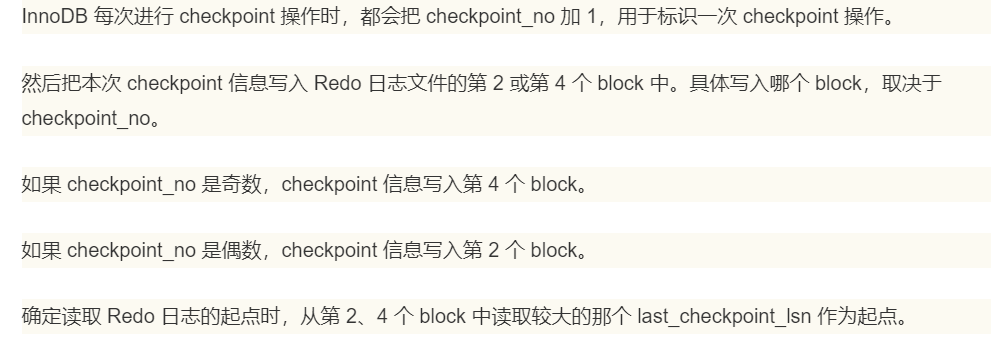 InnoDB 每次进行 checkpoint 操作时，都会把 checkpoint_no 加 1，用于标识一次 checkpoint 操作。
然后把本次 checkpoint 信息写入 Redo 日志文件的第 2 或第 4 个 block 中。具体写入哪个 block，取决于
checkpoint_no。
如果 checkpoint_no 是奇数，checkpoint 信息写入第 4 个 block。
如果 checkpoint_no 是偶数，checkpoint 信息写入第 2 个 block。
确定读取 Redo 日志的起点时，从第 2、4 个 block 中读取较大的那个 last_checkpoint_lsn 作为起点。